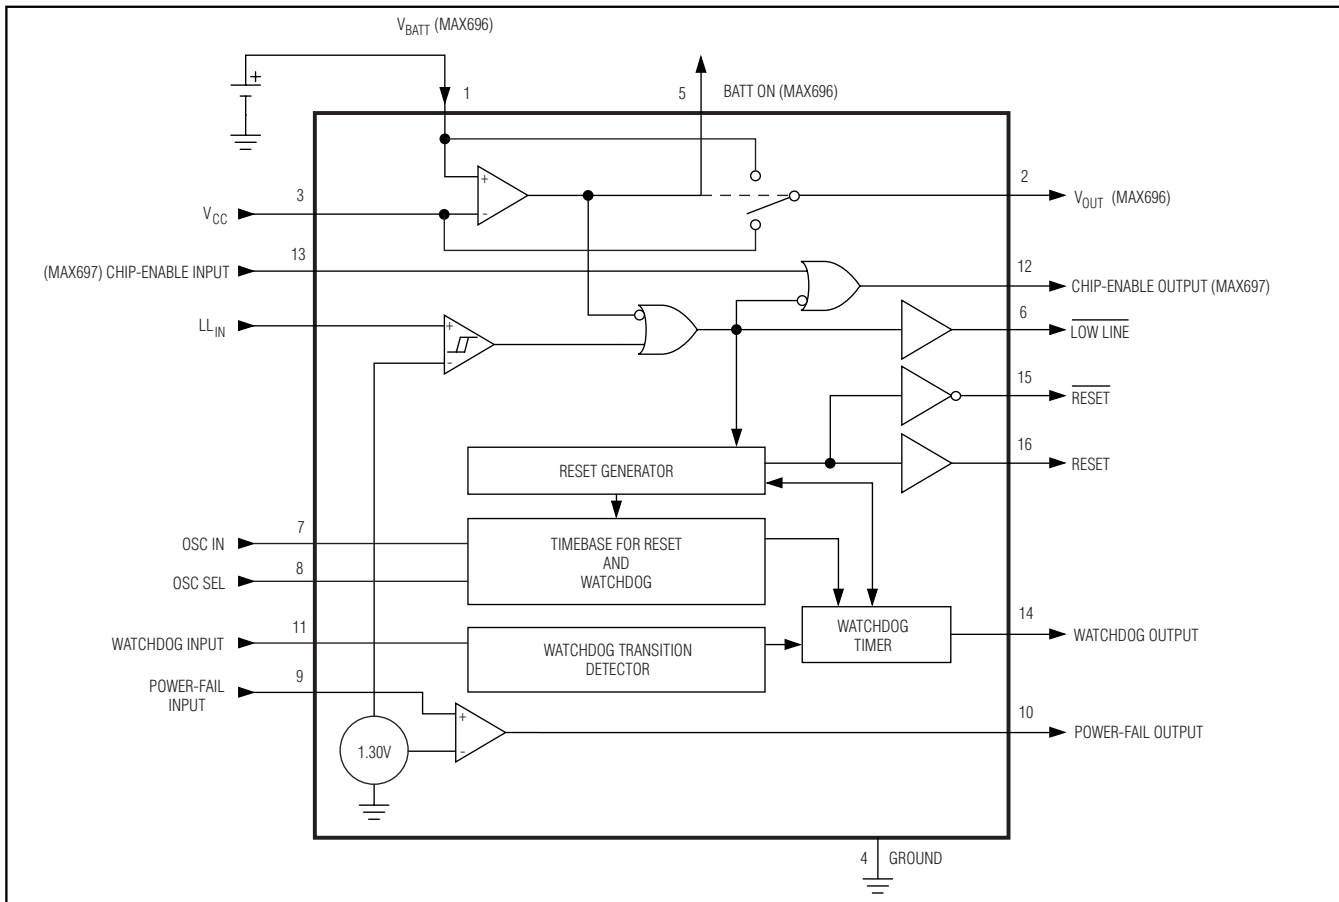 V_BATT (MAX696)
+
1
5
BATT ON (MAX696)
+
-
3
V_CC
2
V_OUT (MAX696)
13
(MAX697) CHIP-ENABLE INPUT
12
CHIP-ENABLE OUTPUT (MAX697)
LL_IN
+
-
6
LOW LINE
15
RESET
RESET GENERATOR
16
RESET
7
OSC IN
8
OSC SEL
TIMEBASE FOR RESET
AND
WATCHDOG
11
WATCHDOG INPUT
WATCHDOG TRANSITION
DETECTOR
WATCHDOG
TIMER
14
WATCHDOG OUTPUT
9
POWER-FAIL
INPUT
+
-
1.30V
10
POWER-FAIL OUTPUT
4
GROUND